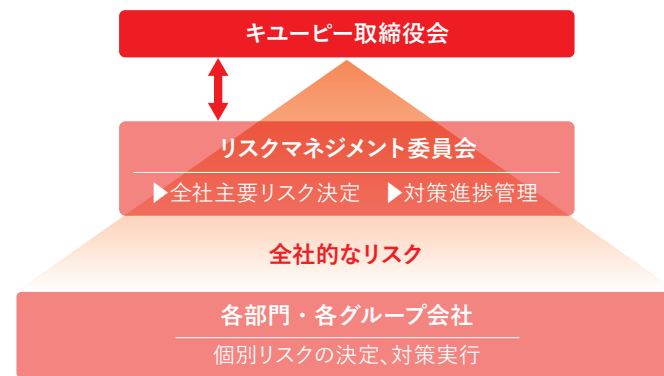 キユーピー取締役会
リスクマネジメント委員会
▶全社主要リスク決定 ▶対策進捗管理
全社的なリスク
各部門・各グループ会社
個別リスクの決定、対策実行